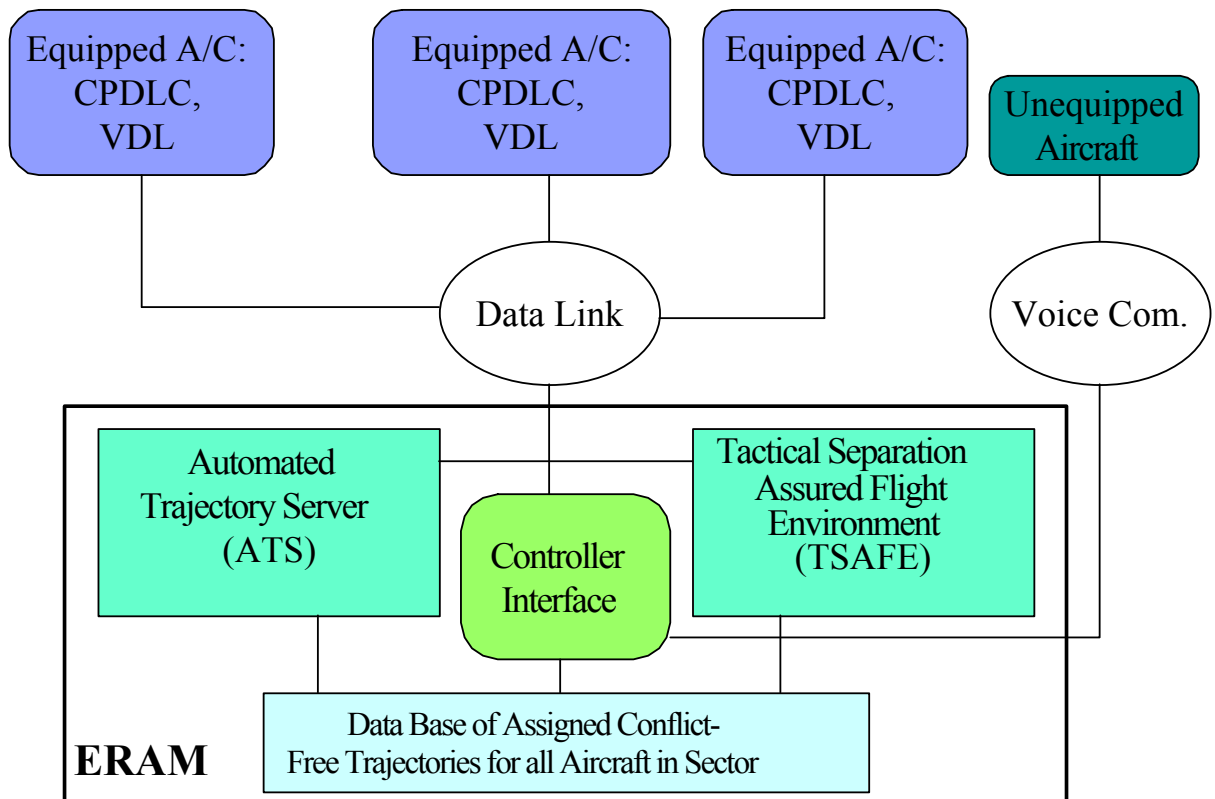 Equipped A/C:
CPDLC,
VDL
Equipped A/C:
CPDLC,
VDL
Equipped A/C:
CPDLC,
VDL
Unequipped
Aircraft
Data Link
Voice Com.
Automated
Trajectory Server
(ATS)
Controller
Interface
Tactical Separation
Assured Flight
Environment
(TSAFE)
Data Base of Assigned Conflict-
Free Trajectories for all Aircraft in Sector
ERAM